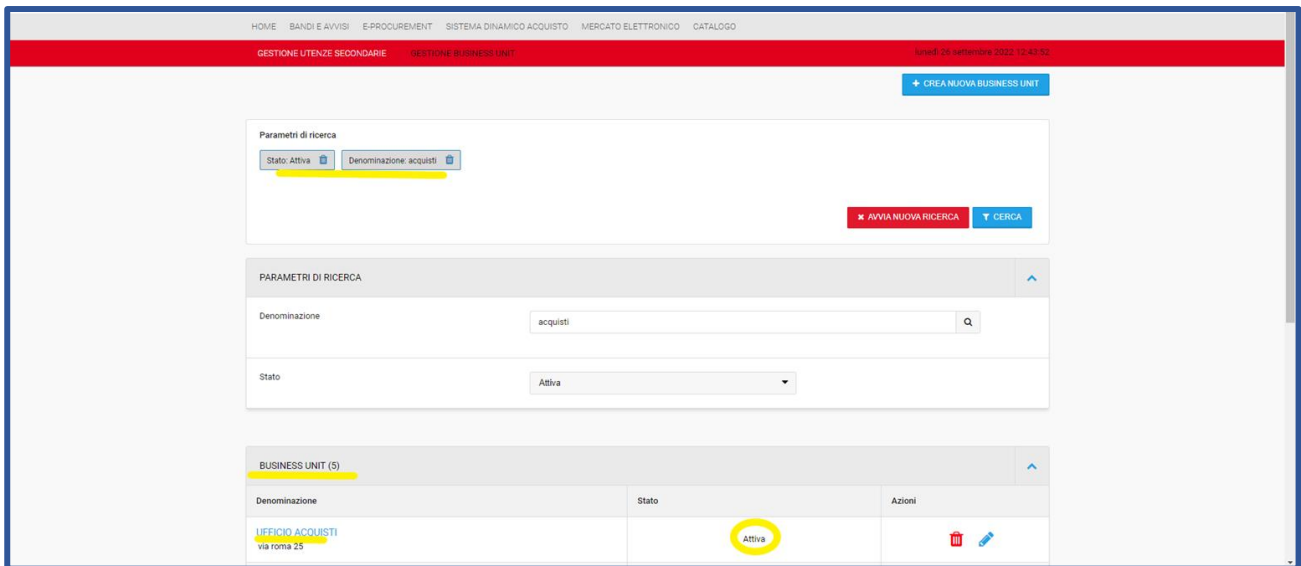 HOME BANDI E AVVISI E-PROCUREMENT SISTEMA DINAMICO ACQUISTO MERCATO ELETTRONICO CATALOGO
GESTIONE UTENZE SECONDARIE GESTIONE BUSINESS UNIT lunedì 26 settembre 2022 12:43:52
CREA NUOVA BUSINESS UNIT
Parametri di ricerca
Stato: Attiva Denominazione: acquisti
AVVIA NUOVA RICERCA CERCA
PARAMETRI DI RICERCA
Denominazione acquisti
Stato Attiva
BUSINESS UNIT (5)
Denominazione Stato Azioni
UFFICIO ACQUISTI
via roma 25 Attiva